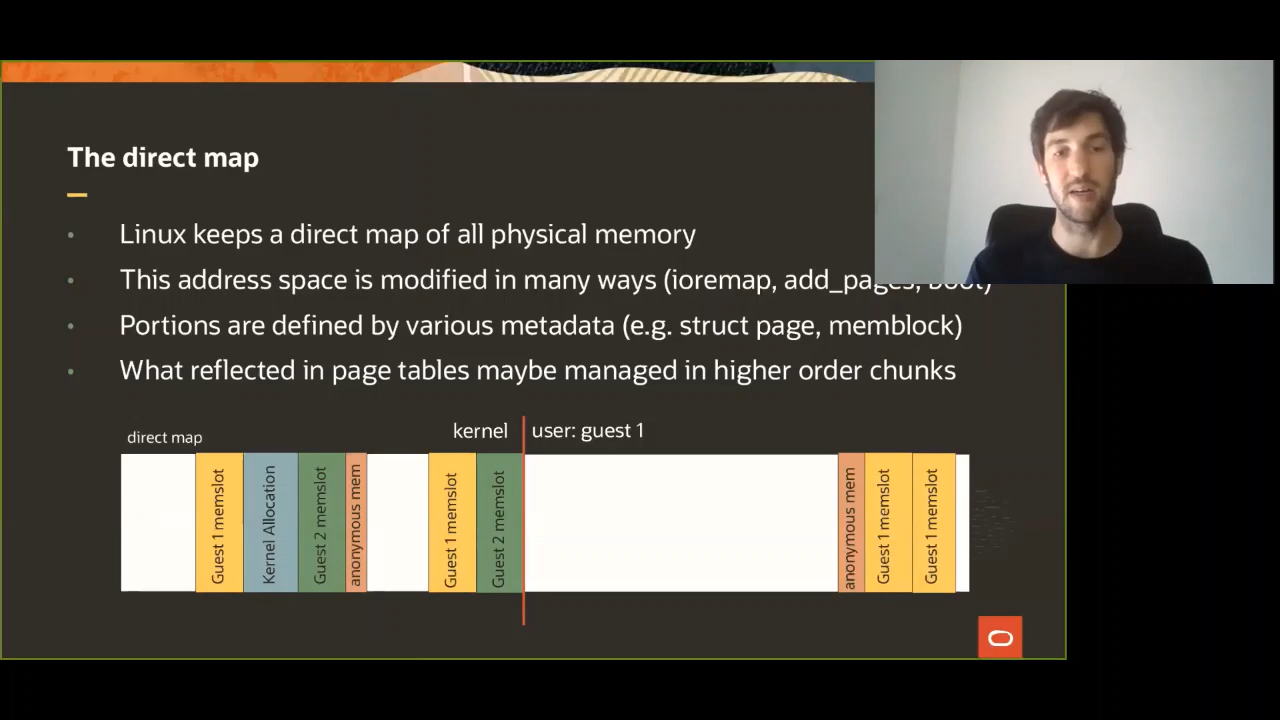 The direct map
• Linux keeps a direct map of all physical memory
• This address space is modified in many ways (ioremap, add_pages, boot)
• Portions are defined by various metadata (e.g. struct page, memblock)
• What reflected in page tables maybe managed in higher order chunks
direct map
kernel
user: guest 1
Guest 1 memslot
Kernel Allocation
Guest 2 memslot
anonymous mem
Guest 1 memslot
Guest 2 memslot
anonymous mem
Guest 1 memslot
Guest 1 memslot